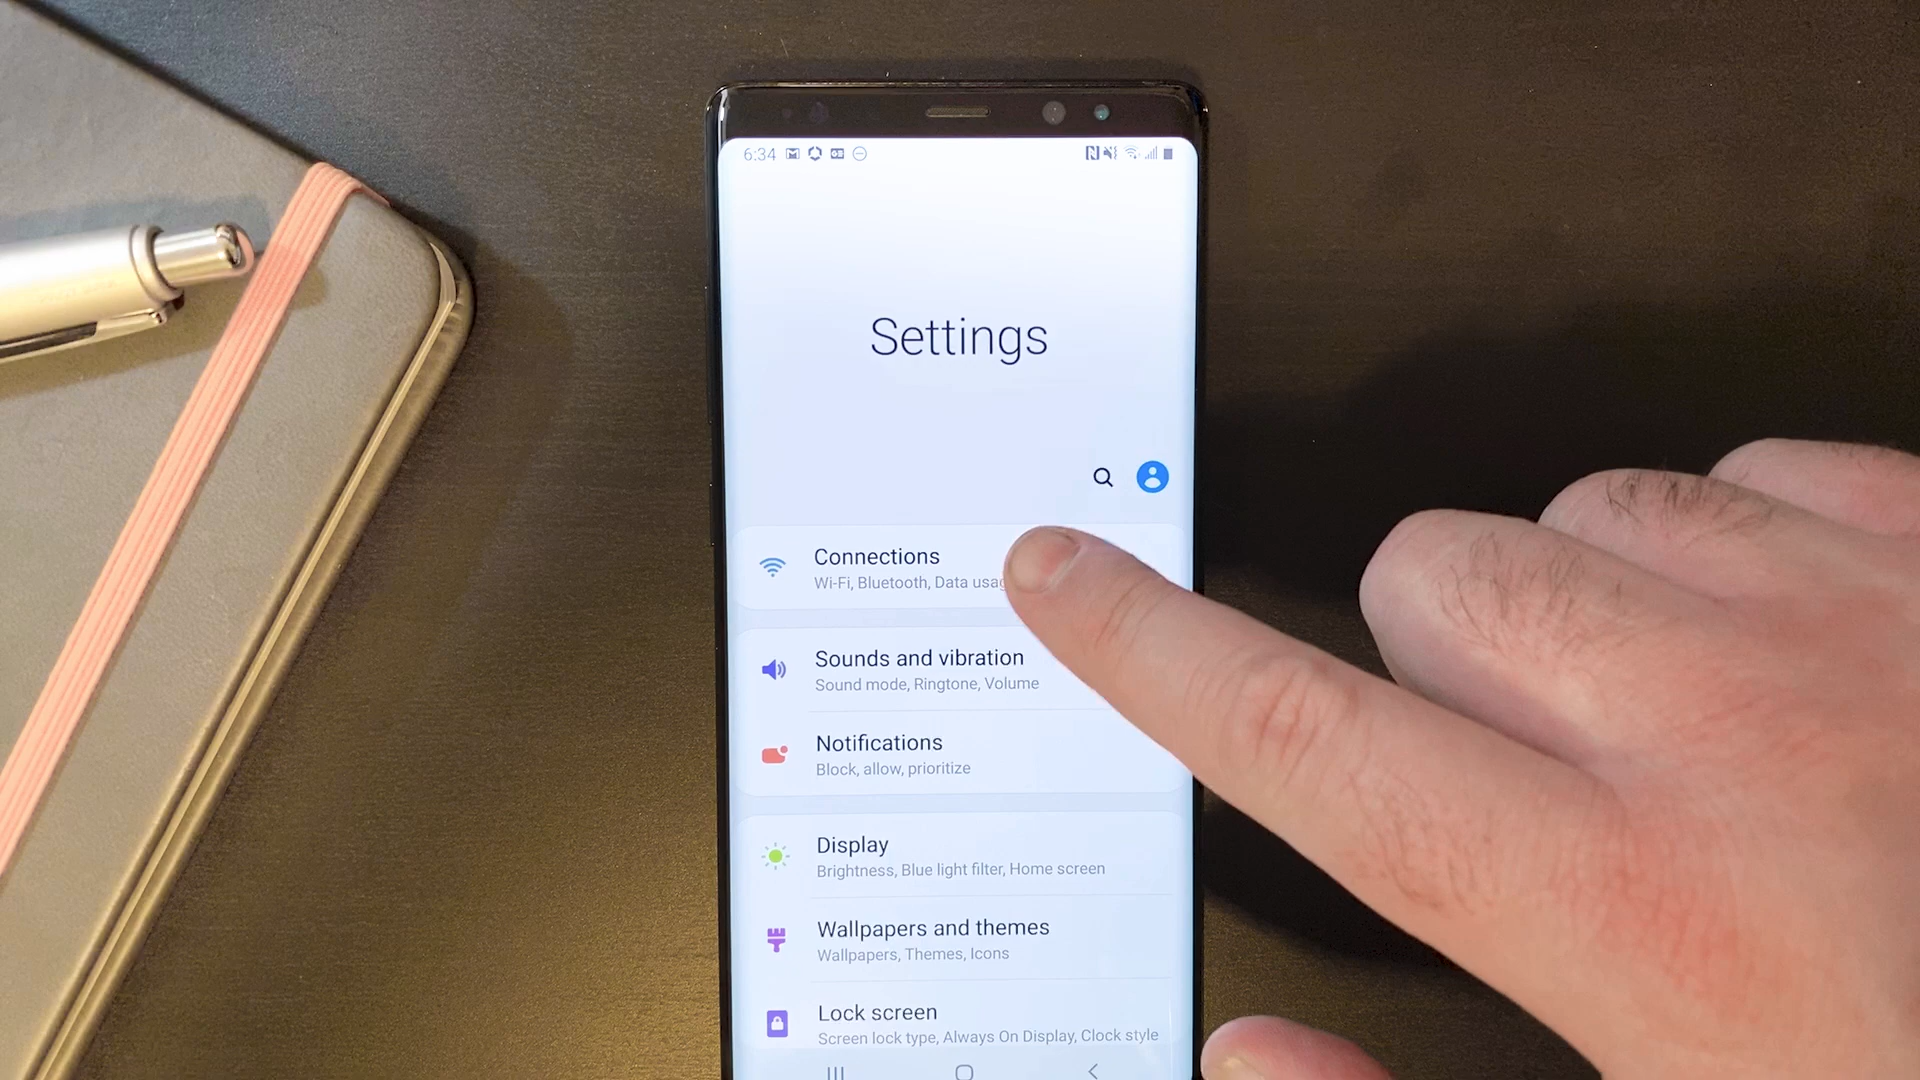 6:34
Settings
Connections
Wi-Fi, Bluetooth, Data usag
Sounds and vibration
Sound mode, Ringtone, Volume
Notifications
Block, allow, prioritize
Display
Brightness, Blue light filter, Home screen
Wallpapers and themes
Wallpapers, Themes, Icons
Lock screen
Screen lock type, Always On Display, Clock style